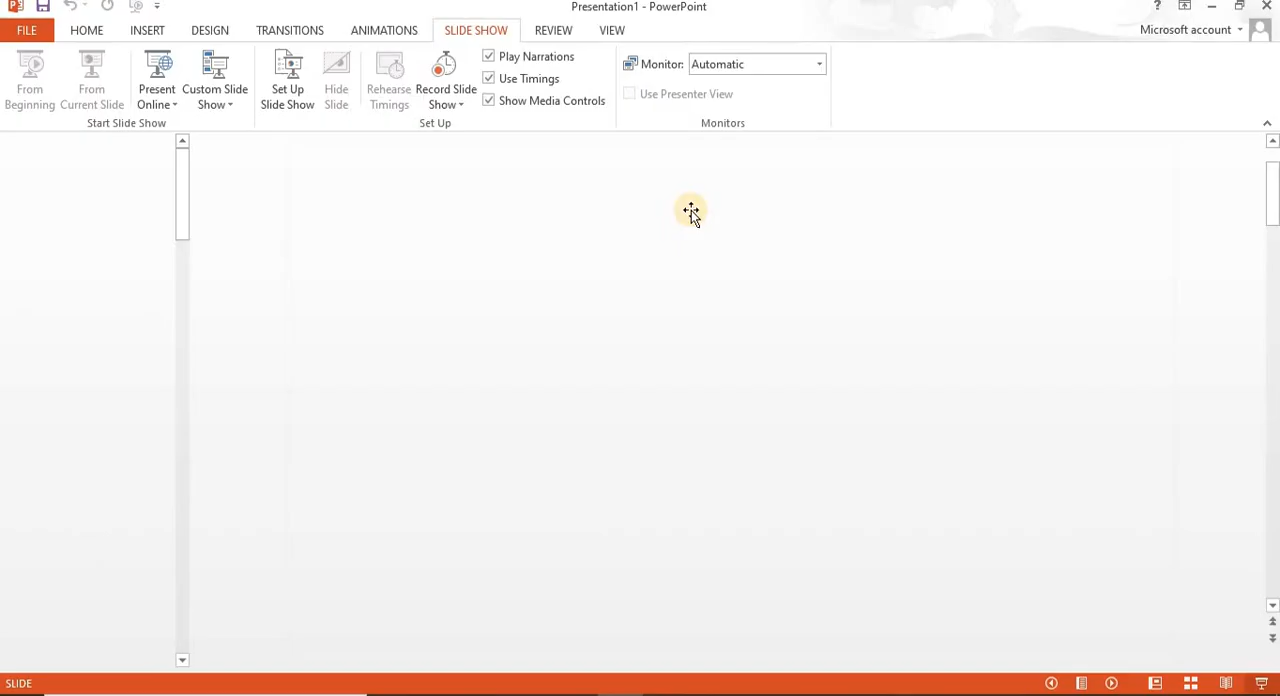 Presentation1 - PowerPoint
?
FILE HOME INSERT DESIGN TRANSITIONS ANIMATIONS SLIDE SHOW REVIEW VIEW Microsoft account
From Beginning
From Current Slide
Present Online
Custom Slide Show
Set Up Slide Show
Hide Slide
Rehearse Timings
Record Slide Show
Play Narrations
Use Timings
Show Media Controls
Monitor: Automatic
Use Presenter View
Start Slide Show
Set Up
Monitors
SLIDE